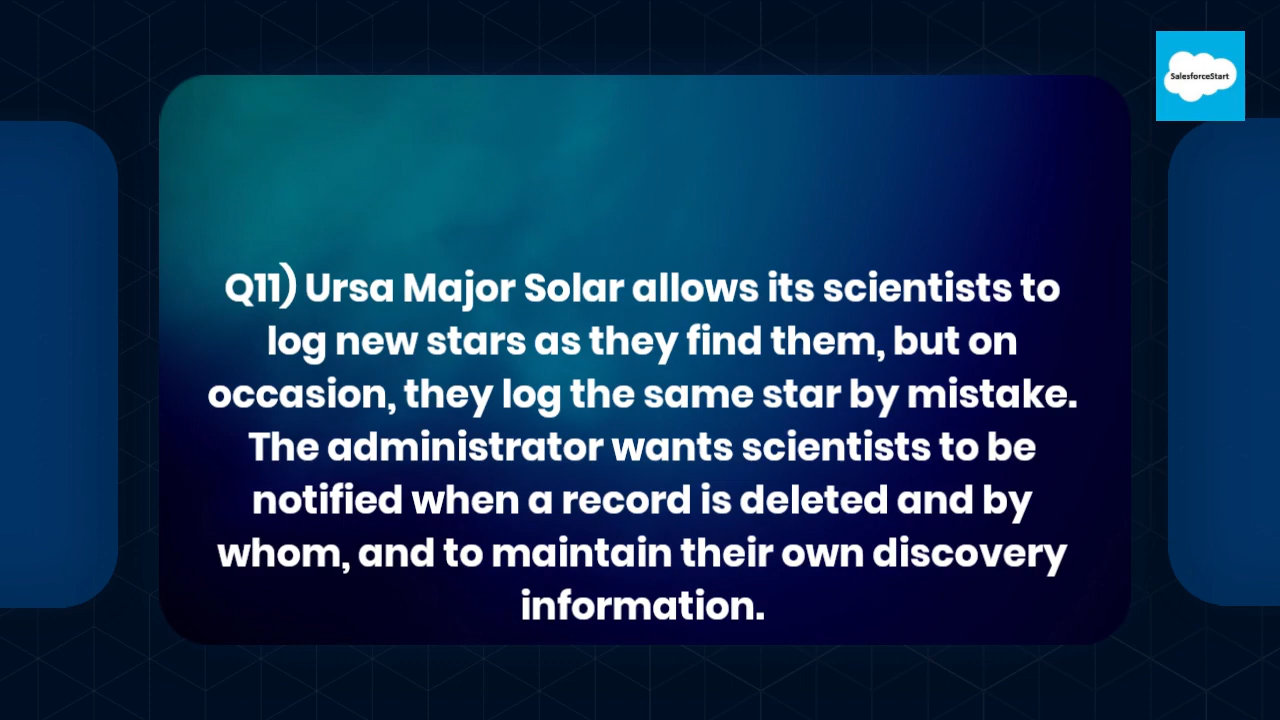 SalesforceStart
Q11) Ursa Major Solar allows its scientists to
log new stars as they find them, but on
occasion, they log the same star by mistake.
The administrator wants scientists to be
notified when a record is deleted and by
whom, and to maintain their own discovery
information.